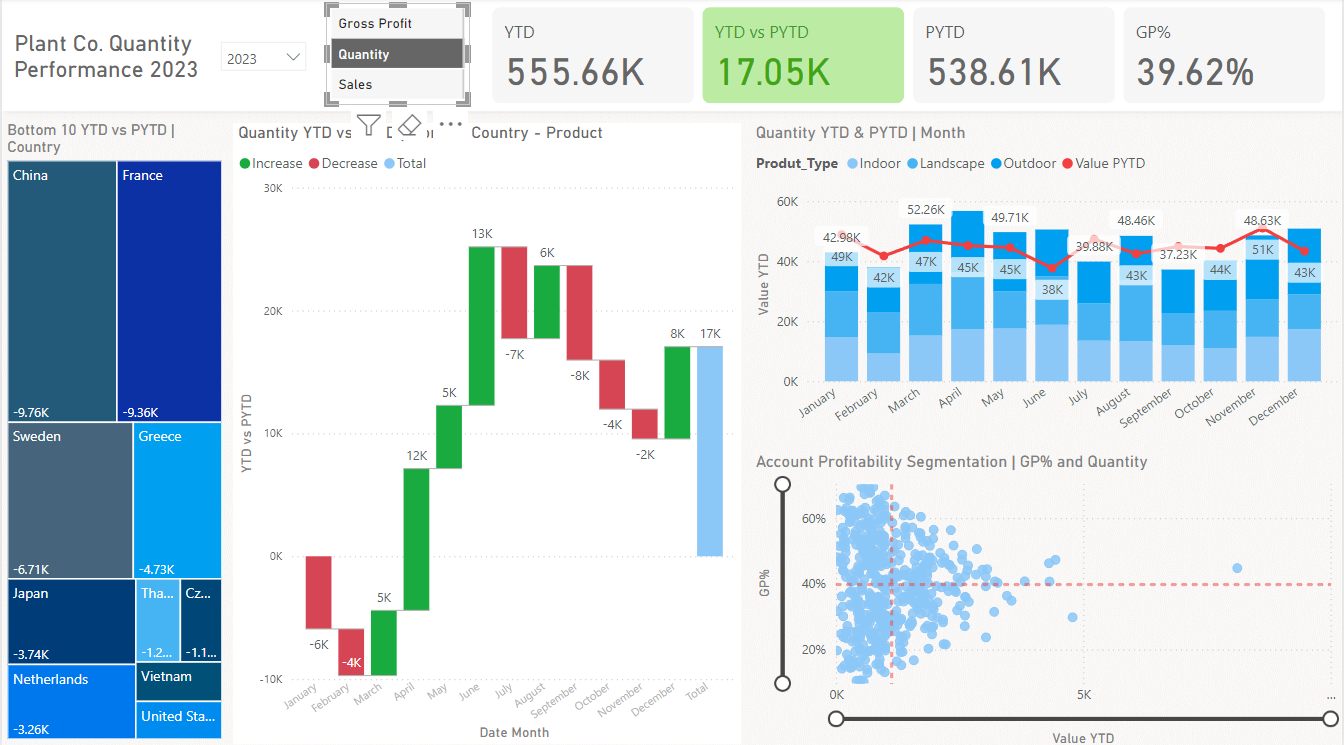 Plant Co. Quantity
Performance 2023
2023
Gross Profit
Quantity
Sales
YTD
555.66K
YTD vs PYTD
17.05K
PYTD
538.61K
GP%
39.62%
Bottom 10 YTD vs PYTD |
Country
China
-9.76K
France
-9.36K
Sweden
-6.71K
Greece
-4.73K
Japan
-3.74K
Tha...
-1.2...
Cz...
-1.1...
Netherlands
-3.26K
Vietnam
United Sta...
Quantity YTD vs Country - Product
Increase Decrease Total
30K
20K
10K
0K
-10K
YTD vs PYTD
-6K
-4K
5K
12K
5K
13K
-7K
6K
-8K
-4K
-2K
8K
17K
January
February
March
April
May
June
July
August
September
October
November
December
Total
Date Month
Quantity YTD & PYTD | Month
Produt_Type Indoor Landscape Outdoor Value PYTD
60K
40K
20K
0K
Value YTD
42.98K
52.26K
49.71K
39.88K
48.46K
37.23K
48.63K
49K
42K
47K
45K
45K
38K
43K
44K
51K
43K
January
February
March
April
May
June
July
August
September
October
November
December
Account Profitability Segmentation | GP% and Quantity
60%
40%
20%
GP%
0K
5K
...
Value YTD